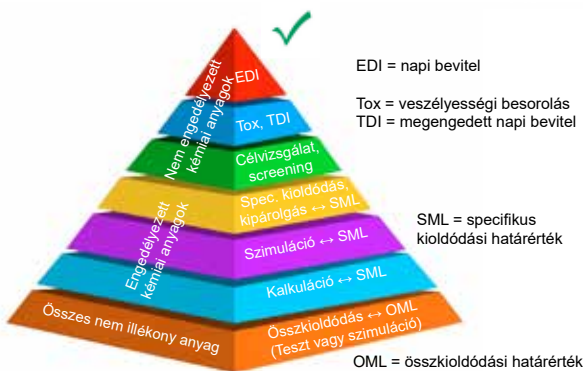 EDI
EDI = napi bevitel
Nem engedélyezett
kémiai anyagok
Tox, TDI
Tox = veszélyességi besorolás
TDI = megengedett napi bevitel
Célvizsgálat,
screening
Spec. kioldódás,
kipárolgás ↔ SML
Engedélyezett
kémiai anyagok
Szimuláció ↔ SML
SML = specifikus
kioldódási határérték
Kalkuláció ↔ SML
Összes nem illékony anyag
Összkioldódás ↔ OML
(Teszt vagy szimuláció)
OML = összkioldódási határérték